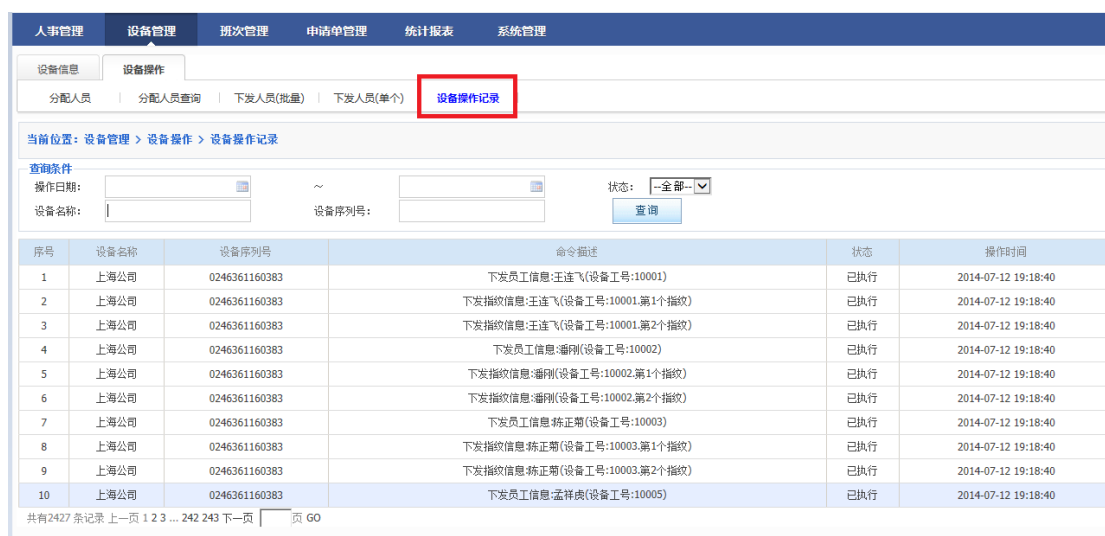 人事管理 设备管理 班次管理 申请单管理 统计报表 系统管理
设备信息 设备操作
分配人员 分配人员查询 下发人员(批量) 下发人员(单个) 设备操作记录
当前位置：设备管理 > 设备操作 > 设备操作记录
查询条件
操作日期： ～ 状态： --全部--
设备名称： 设备序列号： 查询
序号 设备名称 设备序列号 命令描述 状态 操作时间
1 上海公司 0246361160383 下发员工信息:王连飞(设备工号:10001) 已执行 2014-07-12 19:18:40
2 上海公司 0246361160383 下发指纹信息:王连飞(设备工号:10001.第1个指纹) 已执行 2014-07-12 19:18:40
3 上海公司 0246361160383 下发指纹信息:王连飞(设备工号:10001.第2个指纹) 已执行 2014-07-12 19:18:40
4 上海公司 0246361160383 下发员工信息:潘刚(设备工号:10002) 已执行 2014-07-12 19:18:40
5 上海公司 0246361160383 下发指纹信息:潘刚(设备工号:10002.第1个指纹) 已执行 2014-07-12 19:18:40
6 上海公司 0246361160383 下发指纹信息:潘刚(设备工号:10002.第2个指纹) 已执行 2014-07-12 19:18:40
7 上海公司 0246361160383 下发员工信息:陈正菊(设备工号:10003) 已执行 2014-07-12 19:18:40
8 上海公司 0246361160383 下发指纹信息:陈正菊(设备工号:10003.第1个指纹) 已执行 2014-07-12 19:18:40
9 上海公司 0246361160383 下发指纹信息:陈正菊(设备工号:10003.第2个指纹) 已执行 2014-07-12 19:18:40
10 上海公司 0246361160383 下发员工信息:孟祥虎(设备工号:10005) 已执行 2014-07-12 19:18:40
共有2427 条记录 上一页 1 2 3 ... 242 243 下一页 页 GO